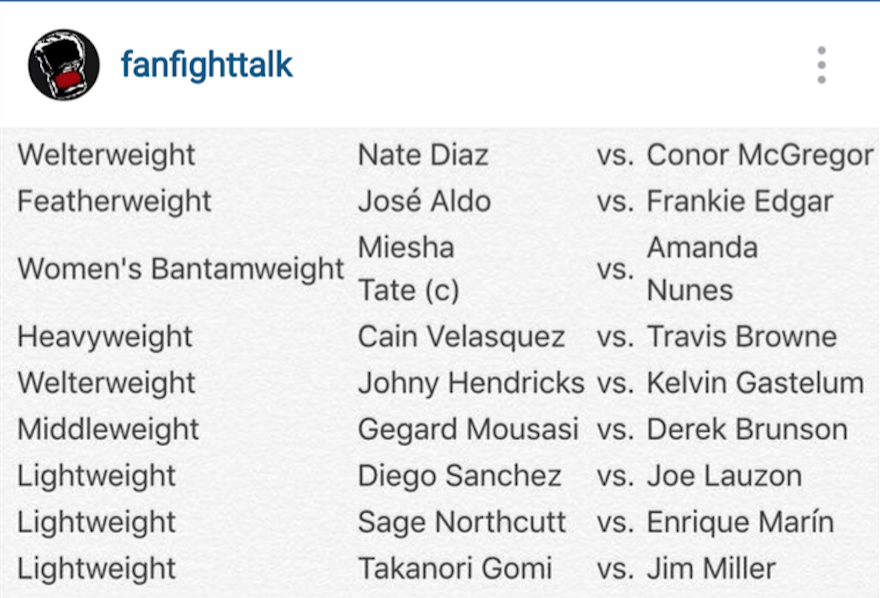 fanfighttalk
Welterweight Nate Diaz vs. Conor McGregor
Featherweight José Aldo vs. Frankie Edgar
Women's Bantamweight Miesha Tate (c) vs. Amanda Nunes
Heavyweight Cain Velasquez vs. Travis Browne
Welterweight Johny Hendricks vs. Kelvin Gastelum
Middleweight Gegard Mousasi vs. Derek Brunson
Lightweight Diego Sanchez vs. Joe Lauzon
Lightweight Sage Northcutt vs. Enrique Marín
Lightweight Takanori Gomi vs. Jim Miller